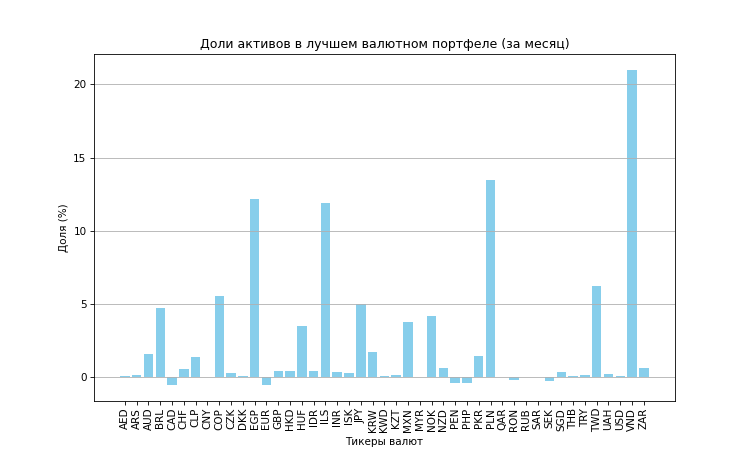 Доли активов в лучшем валютном портфеле (за месяц)
Доля (%)
20
15
10
5
0
AED ARS AUD BRL CAD CHF CLP CNY COP CZK DKK EGP EUR GBP HKD HUF IDR ILS INR ISK JPY KRW KWD KZT MXN MYR NOK NZD PEN PHP PKR PLN QAR RON RUB SAR SEK SGD THB TRY TWD UAH USD VND ZAR
Тикеры валют